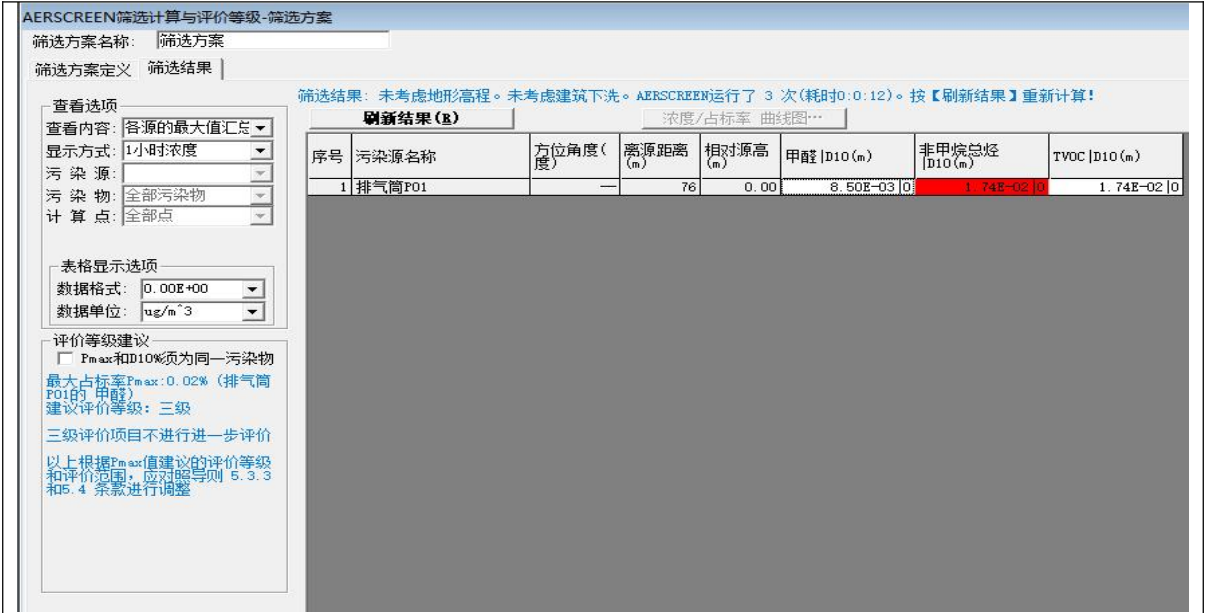 AERSCREEN筛选计算与评价等级-筛选方案
筛选方案名称: 筛选方案
筛选方案定义 筛选结果
筛选结果: 未考虑地形高程。未考虑建筑下洗。AERSCREEN运行了 3 次(耗时0:0:12)。按【刷新结果】重新计算!
查看选项
查看内容: 各源的最大值汇总
显示方式: 1小时浓度
污 染 源:
污 染 物: 全部污染物
计 算 点: 全部点
刷新结果(R)
浓度/占标率 曲线图…
序号 污染源名称 方位角度(度) 离源距离(m) 相对源高(m) 甲醛|D10(m) 非甲烷总烃|D10(m) TVOC|D10(m)
1 排气筒P01 — 76 0.00 8.50E-03|0 1.74E-02|0 1.74E-02|0
表格显示选项
数据格式: 0.00E+00
数据单位: ug/m^3
评价等级建议
Pmax和D10%须为同一污染物
最大占标率Pmax:0.02% (排气筒
P01的 甲醛)
建议评价等级: 三级
三级评价项目不进行进一步评价
以上根据Pmax值建议的评价等级
和评价范围，应对照导则 5.3.3
和5.4 条款进行调整